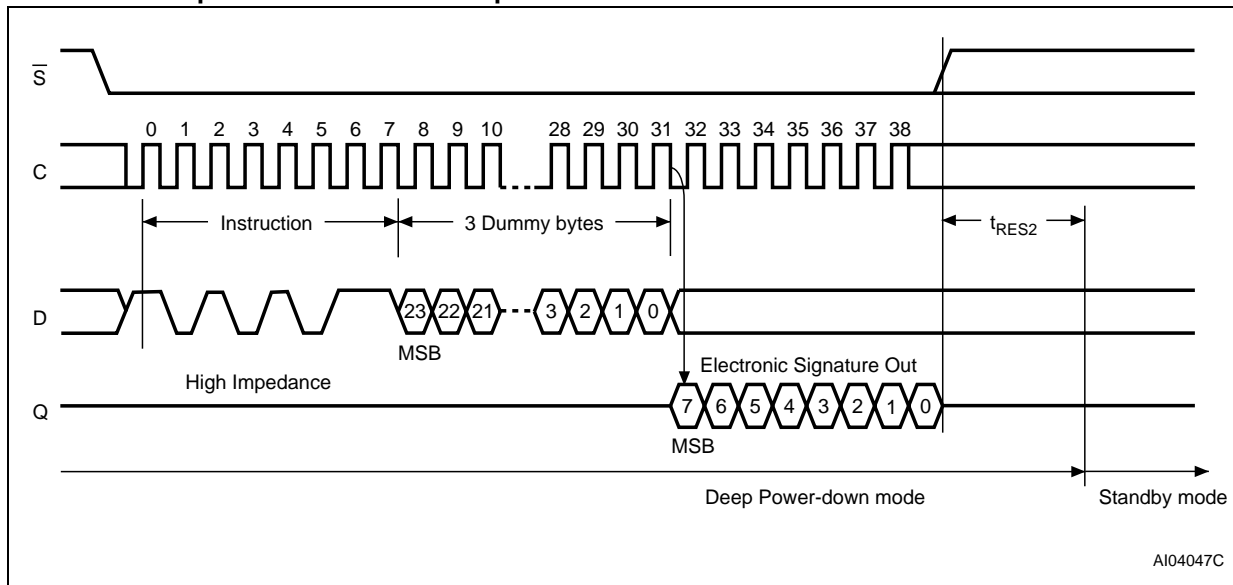 S
0 1 2 3 4 5 6 7 8 9 10 28 29 30 31 32 33 34 35 36 37 38
C
Instruction 3 Dummy bytes tRES2
D 23 22 21 3 2 1 0
MSB
High Impedance Electronic Signature Out
Q 7 6 5 4 3 2 1 0
MSB
Deep Power-down mode Standby mode
AI04047C